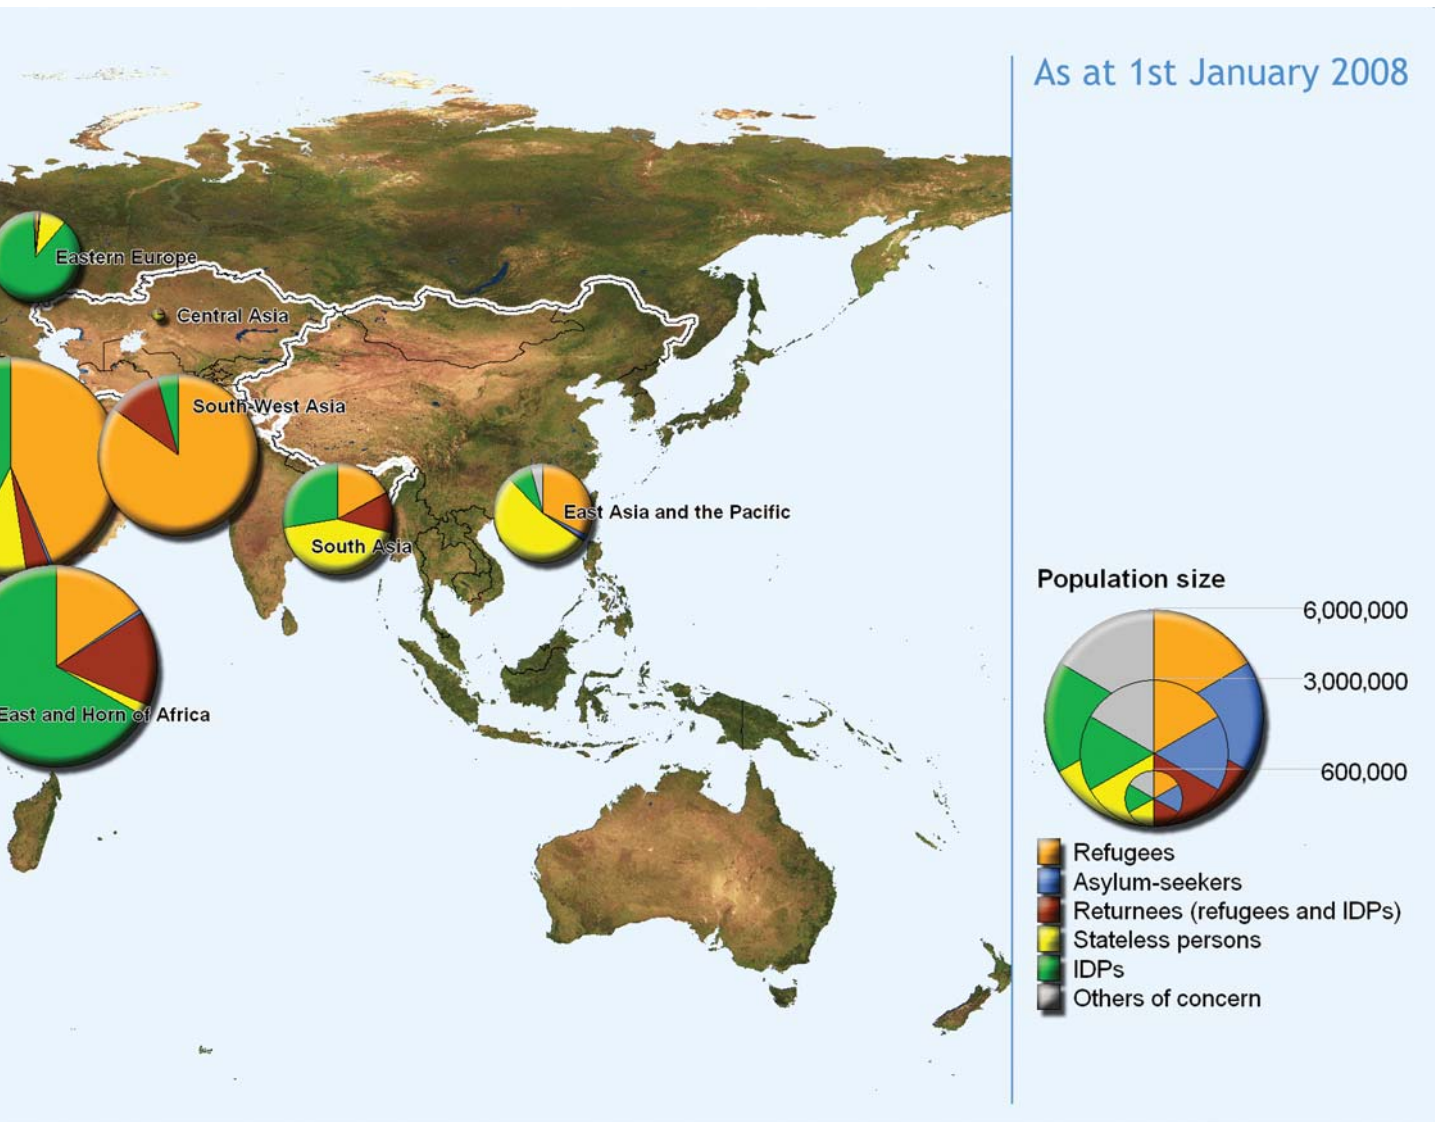 As at 1st January 2008
Eastern Europe
Central Asia
South-West Asia
East Asia and the Pacific
South Asia
East and Horn of Africa
Population size
6,000,000
3,000,000
600,000
Refugees
Asylum-seekers
Returnees (refugees and IDPs)
Stateless persons
IDPs
Others of concern